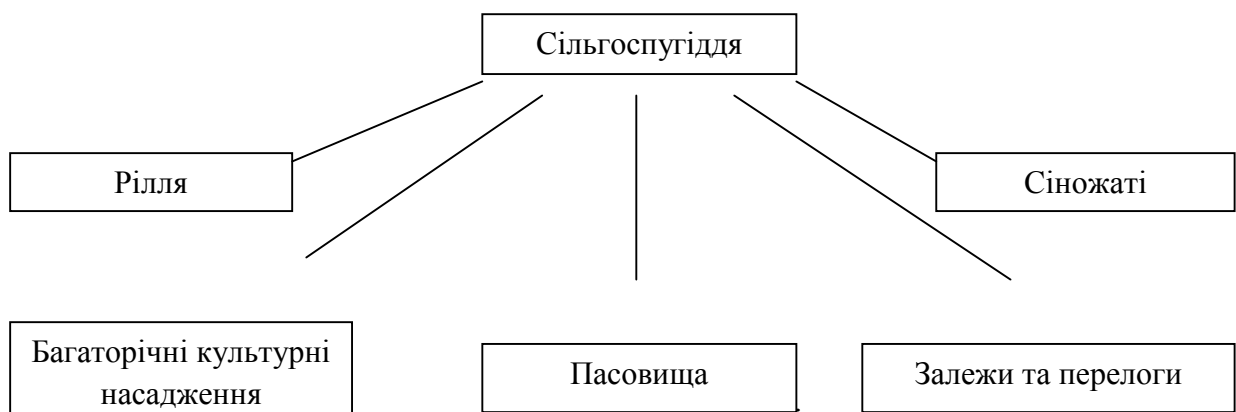 Сільгоспугіддя
Рілля
Сіножаті
Багаторічні культурні
насадження
Пасовища
Залежи та перелоги